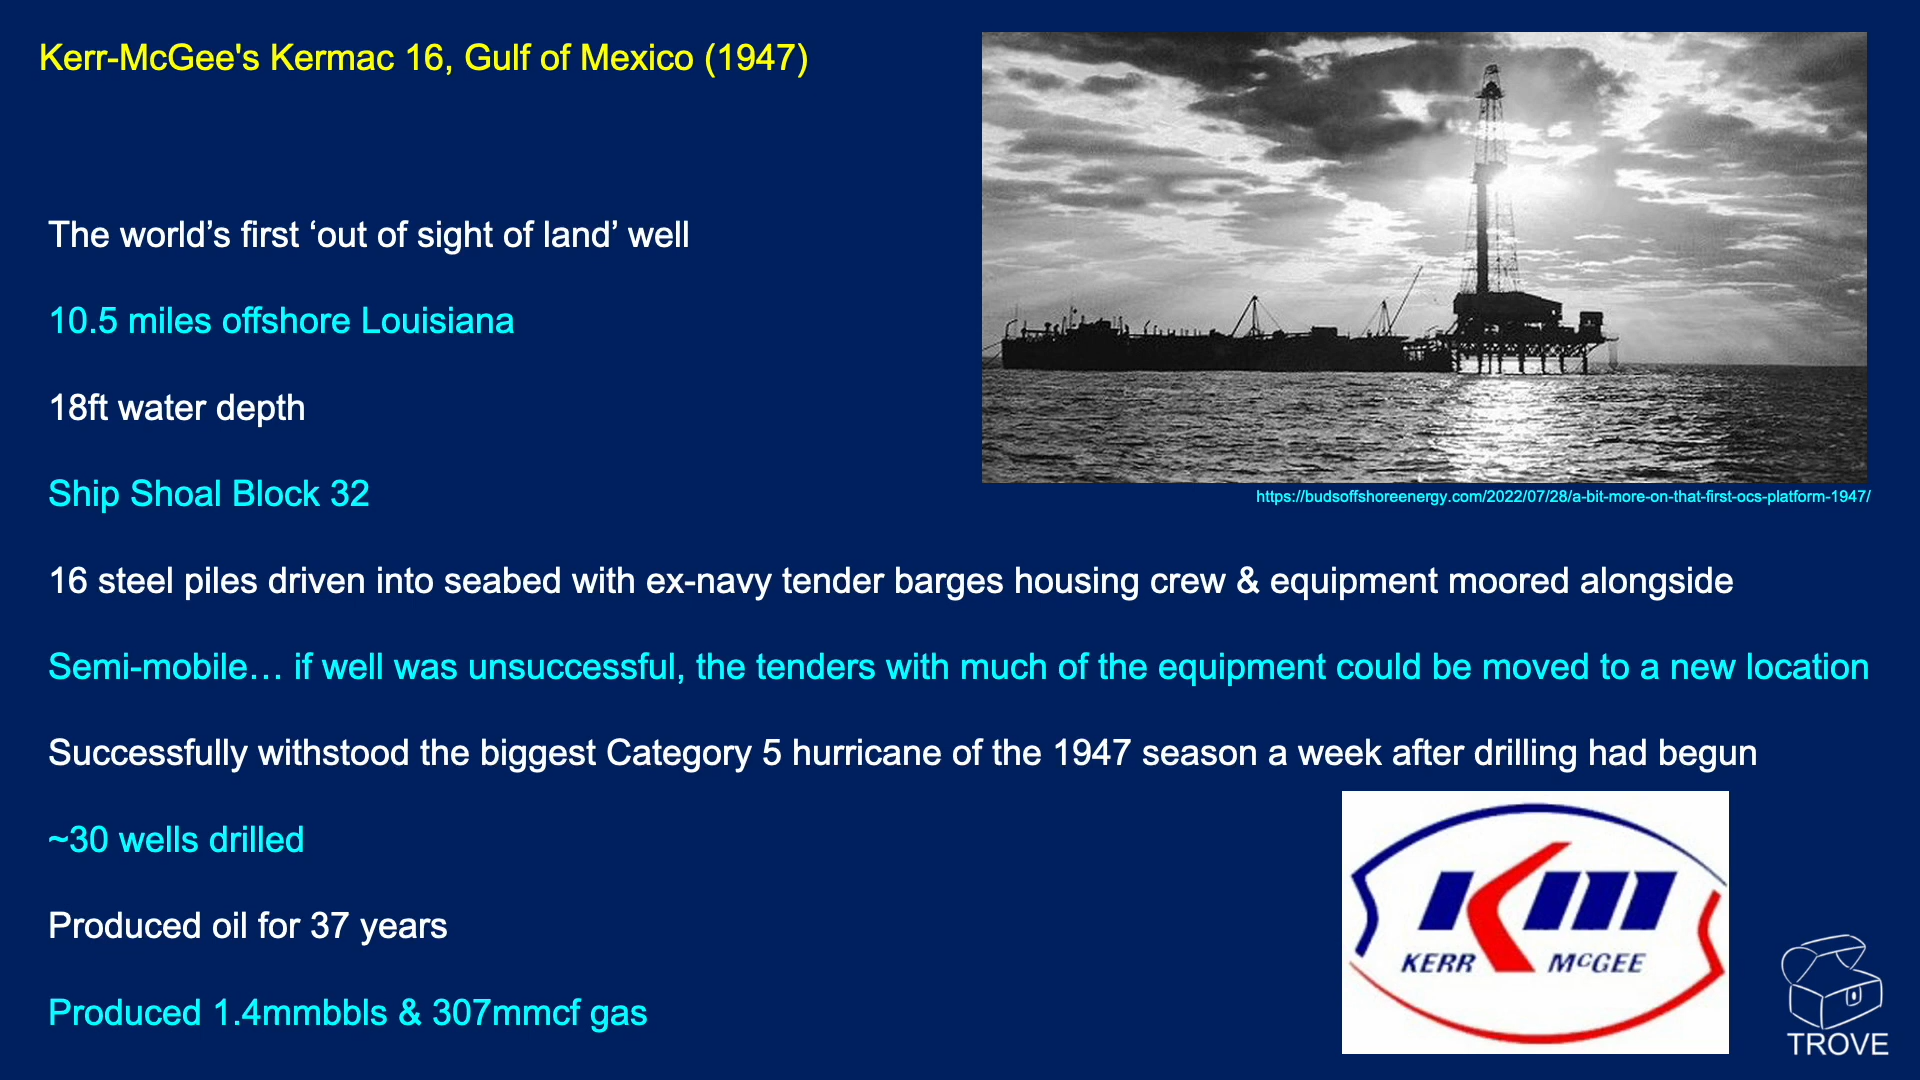 Kerr-McGee's Kermac 16, Gulf of Mexico (1947)
https://budsoffshoreenergy.com/2022/07/28/a-bit-more-on-that-first-ocs-platform-1947/
The world’s first ‘out of sight of land’ well
10.5 miles offshore Louisiana
18ft water depth
Ship Shoal Block 32
16 steel piles driven into seabed with ex-navy tender barges housing crew & equipment moored alongside
Semi-mobile… if well was unsuccessful, the tenders with much of the equipment could be moved to a new location
Successfully withstood the biggest Category 5 hurricane of the 1947 season a week after drilling had begun
~30 wells drilled
Produced oil for 37 years
Produced 1.4mmbbls & 307mmcf gas
KM
KERR McGEE
TROVE